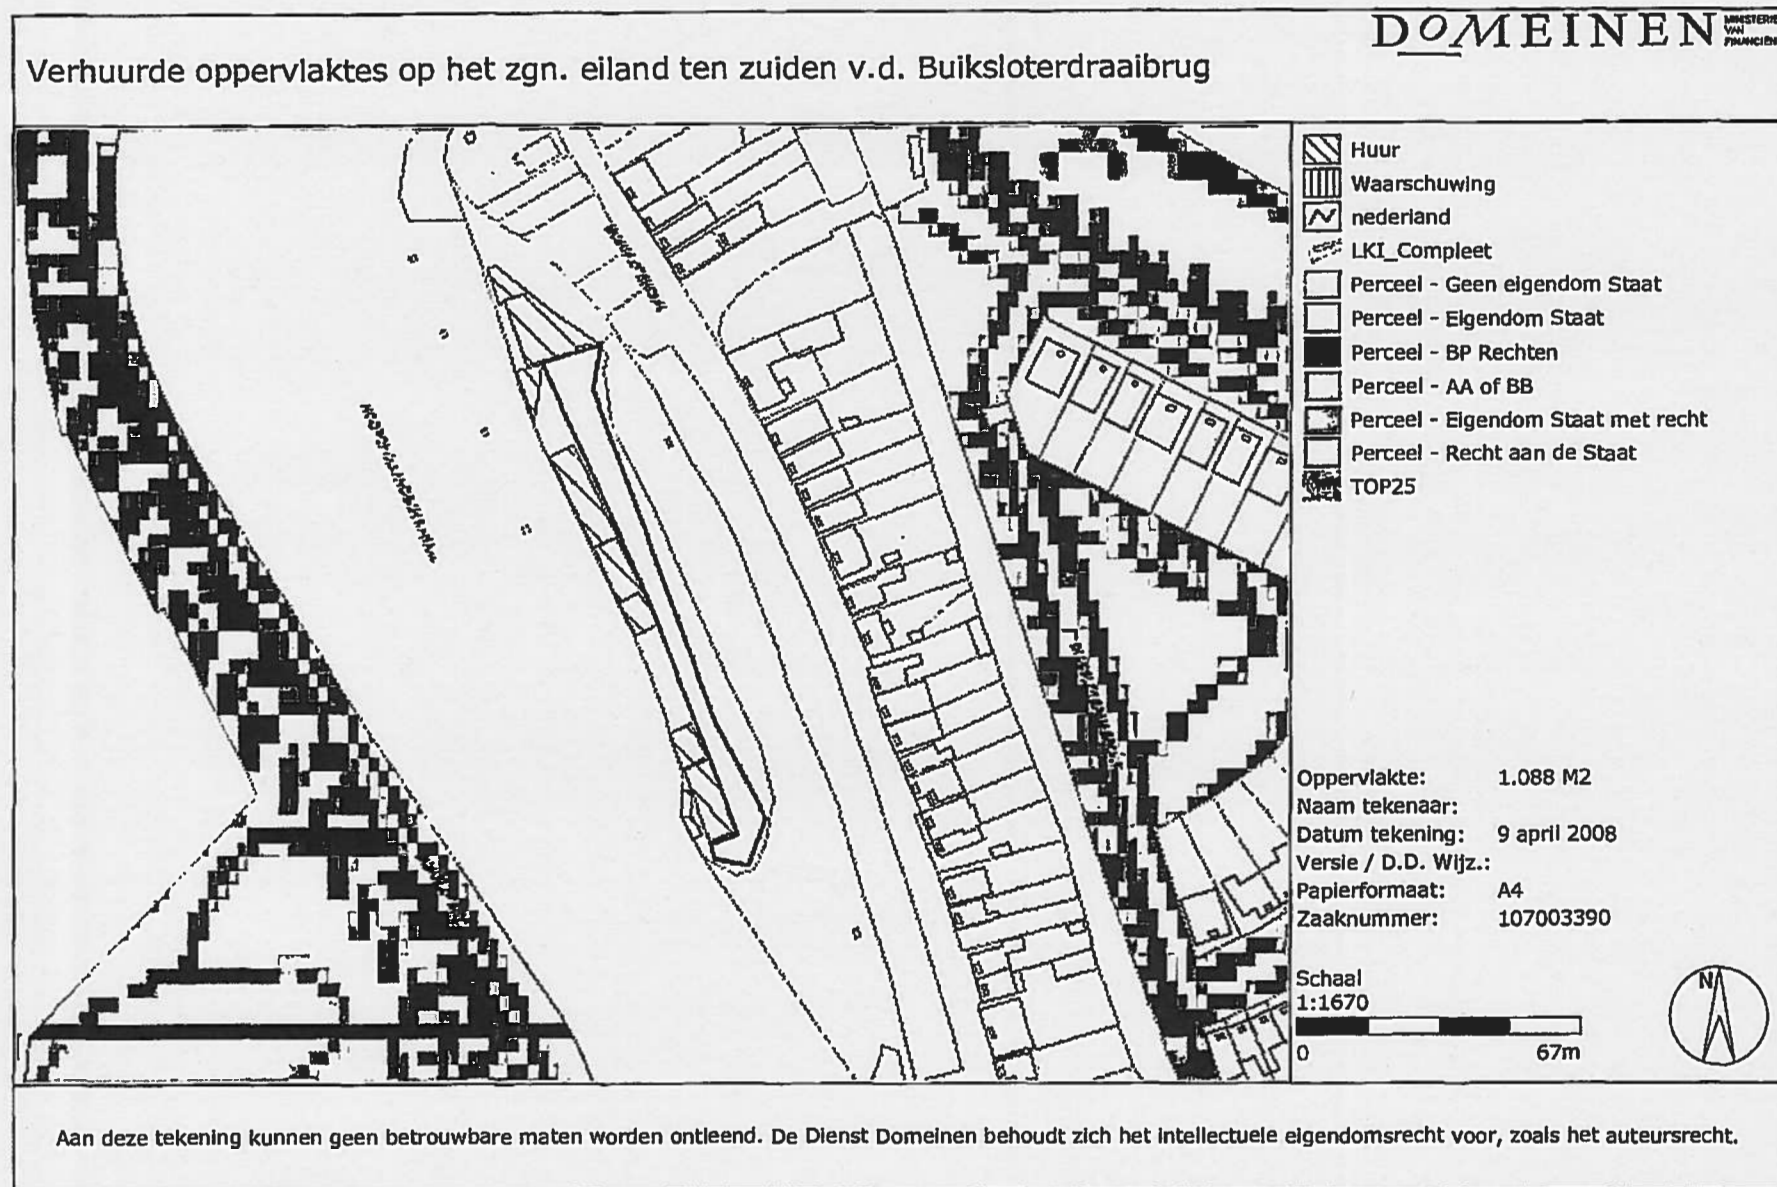 DOMEINEN MINISTERIE VAN FINANCIEN
Verhuurde oppervlaktes op het zgn. eiland ten zuiden v.d. Buiksloterdraaibrug
Huur
Waarschuwing
nederland
LKI_Compleet
Perceel - Geen eigendom Staat
Perceel - Eigendom Staat
Perceel - BP Rechten
Perceel - AA of BB
Perceel - Eigendom Staat met recht
Perceel - Recht aan de Staat
TOP25
Oppervlakte: 1.088 M2
Naam tekenaar:
Datum tekening: 9 april 2008
Versie / D.D. Wijz.:
Papierformaat: A4
Zaaknummer: 107003390
Schaal
1:1670
0 67m
N
Aan deze tekening kunnen geen betrouwbare maten worden ontleend. De Dienst Domeinen behoudt zich het intellectuele eigendomsrecht voor, zoals het auteursrecht.